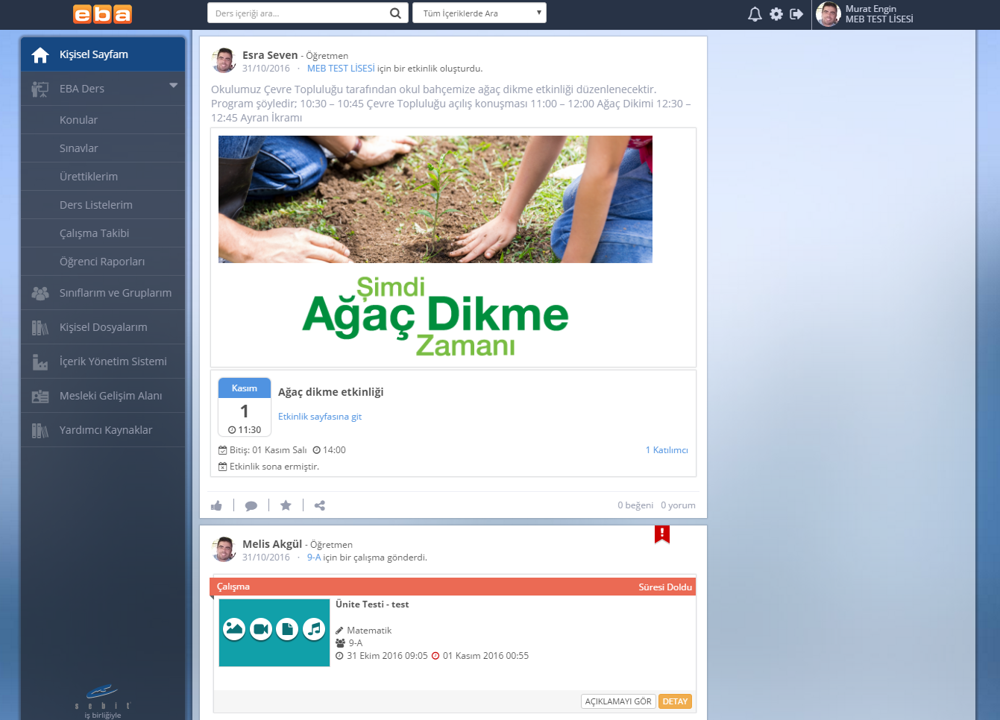 eba
Ders içeriği ara...
Tüm İçeriklerde Ara
Murat Engin
MEB TEST LİSESİ
Kişisel Sayfam
EBA Ders
Konular
Sınavlar
Ürettiklerim
Ders Listelerim
Çalışma Takibi
Öğrenci Raporları
Sınıflarım ve Gruplarım
Kişisel Dosyalarım
İçerik Yönetim Sistemi
Mesleki Gelişim Alanı
Yardımcı Kaynaklar
sebit
iş birliğiyle
Esra Seven - Öğretmen
31/10/2016 · MEB TEST LİSESİ için bir etkinlik oluşturdu.
Okulumuz Çevre Topluluğu tarafından okul bahçemize ağaç dikme etkinliği düzenlenecektir.
Program şöyledir; 10:30 – 10:45 Çevre Topluluğu açılış konuşması 11:00 – 12:00 Ağaç Dikimi 12:30 –
12:45 Ayran İkramı
Şimdi
Ağaç Dikme
Zamanı
Kasım
1
11:30
Ağaç dikme etkinliği
Etkinlik sayfasına git
Bitiş: 01 Kasım Salı 14:00
1 Katılımcı
Etkinlik sona ermiştir.
0 beğeni 0 yorum
Melis Akgül - Öğretmen
31/10/2016 · 9-A için bir çalışma gönderdi.
Çalışma
Süresi Doldu
Ünite Testi - test
Matematik
9-A
31 Ekim 2016 09:05 01 Kasım 2016 00:55
AÇIKLAMAYI GÖR
DETAY